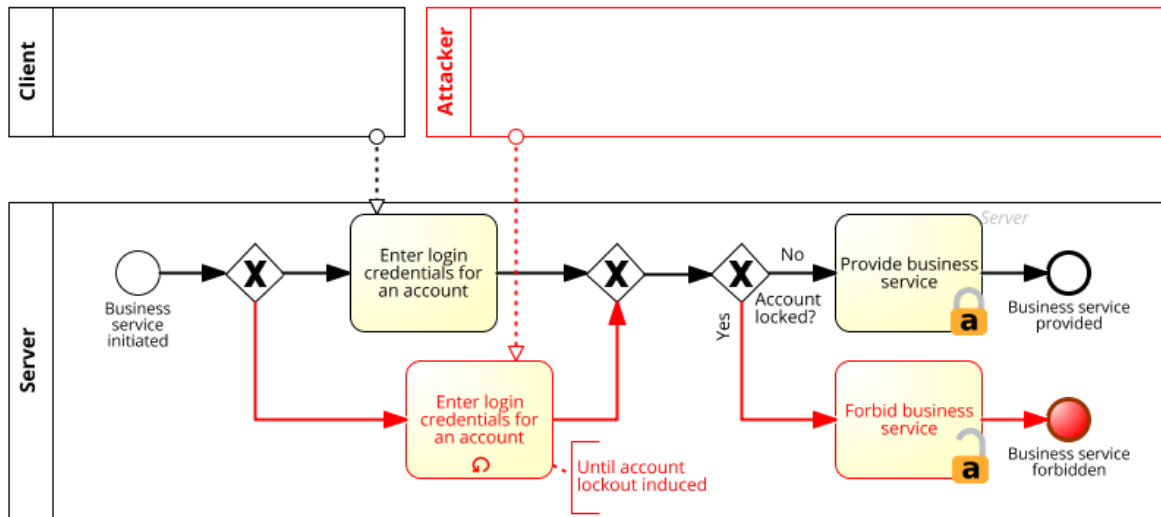 Client
Attacker
Server
Server
Enter login
credentials for
an account
Business
service
initiated
X
X
X
No
Account
locked?
Yes
Provide business
service
a
Business service
provided
Enter login
credentials for
an account
Until account
lockout induced
Forbid business
service
a
Business service
forbidden